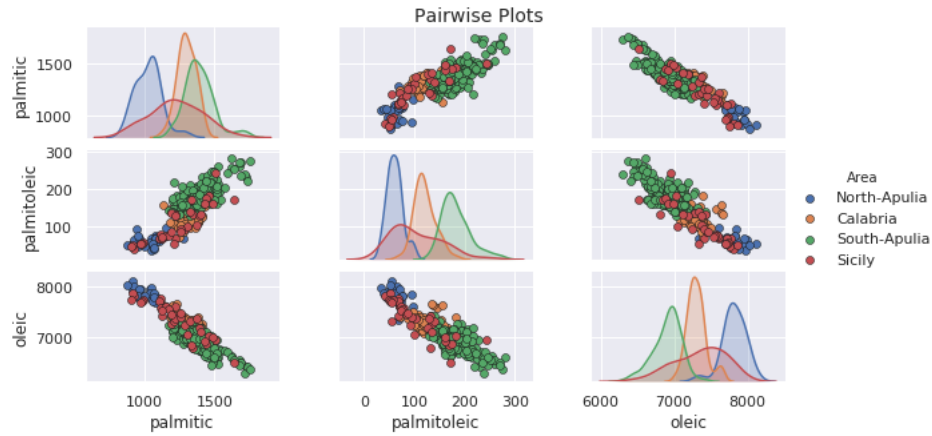 Pairwise Plots
palmitic
1500
1000
palmitoleic
300
200
100
oleic
8000
7000
1000 1500
palmitic
0 100 200 300
palmitoleic
6000 7000 8000
oleic
Area
North-Apulia
Calabria
South-Apulia
Sicily